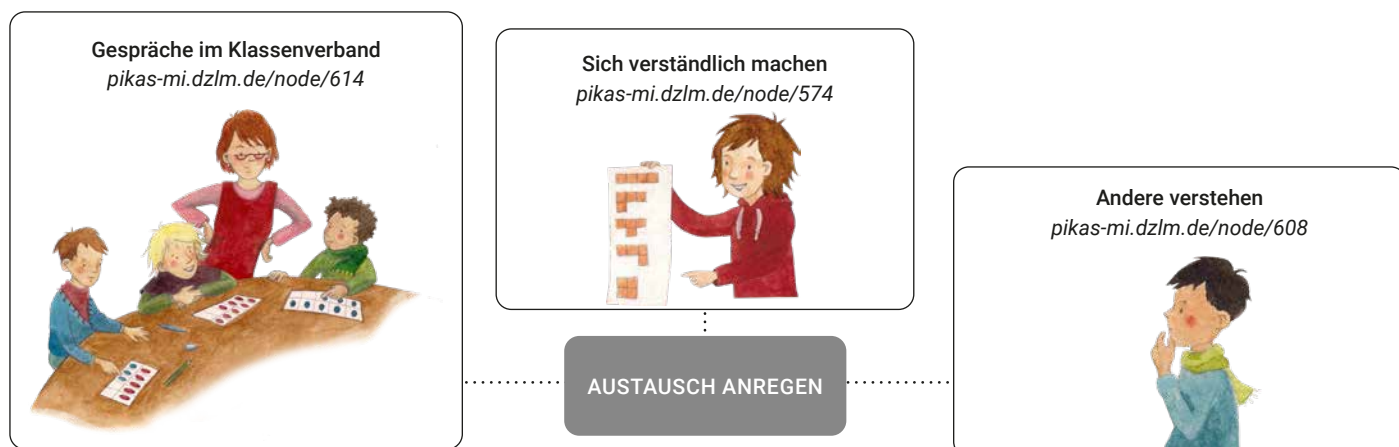 Gespräche im Klassenverband
pikas-mi.dzlm.de/node/614
Sich verständlich machen
pikas-mi.dzlm.de/node/574
Andere verstehen
pikas-mi.dzlm.de/node/608
AUSTAUSCH ANREGEN